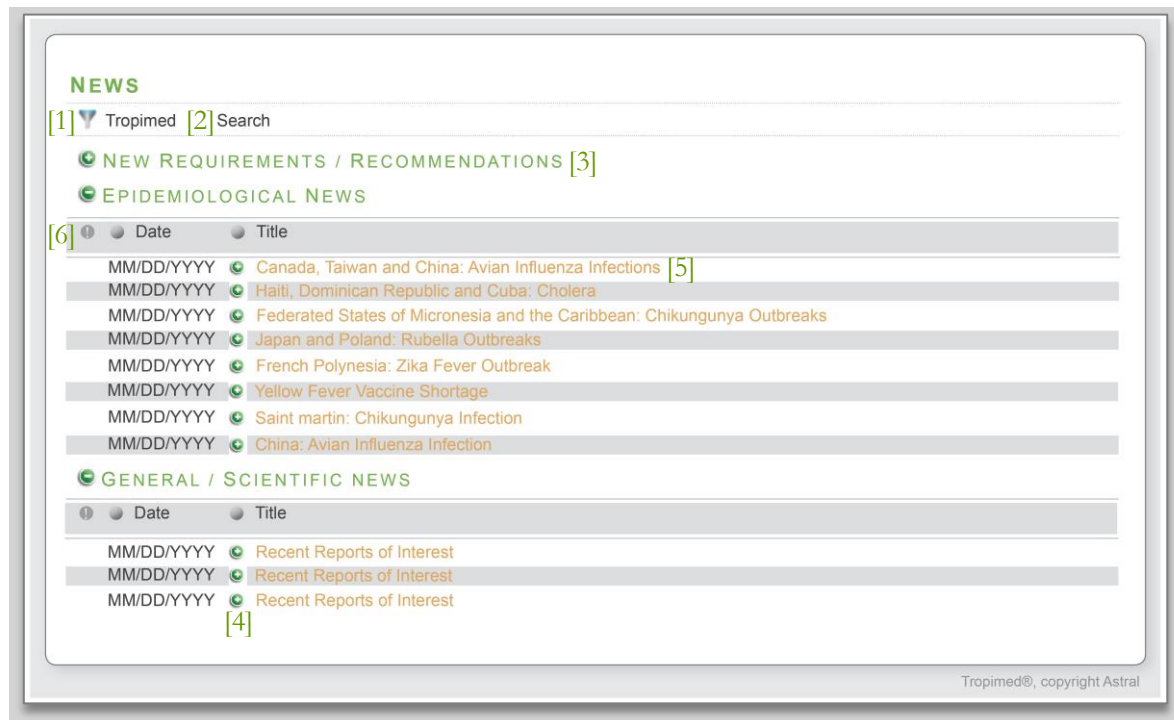 NEWS
[1] Tropimed [2] Search
NEW REQUIREMENTS / RECOMMENDATIONS [3]
EPIDEMIOLOGICAL NEWS
[6] Date Title
MM/DD/YYYY Canada, Taiwan and China: Avian Influenza Infections [5]
MM/DD/YYYY Haiti, Dominican Republic and Cuba: Cholera
MM/DD/YYYY Federated States of Micronesia and the Caribbean: Chikungunya Outbreaks
MM/DD/YYYY Japan and Poland: Rubella Outbreaks
MM/DD/YYYY French Polynesia: Zika Fever Outbreak
MM/DD/YYYY Yellow Fever Vaccine Shortage
MM/DD/YYYY Saint martin: Chikungunya Infection
MM/DD/YYYY China: Avian Influenza Infection
GENERAL / SCIENTIFIC NEWS
Date Title
MM/DD/YYYY Recent Reports of Interest
MM/DD/YYYY Recent Reports of Interest
MM/DD/YYYY Recent Reports of Interest
[4]
Tropimed®, copyright Astral